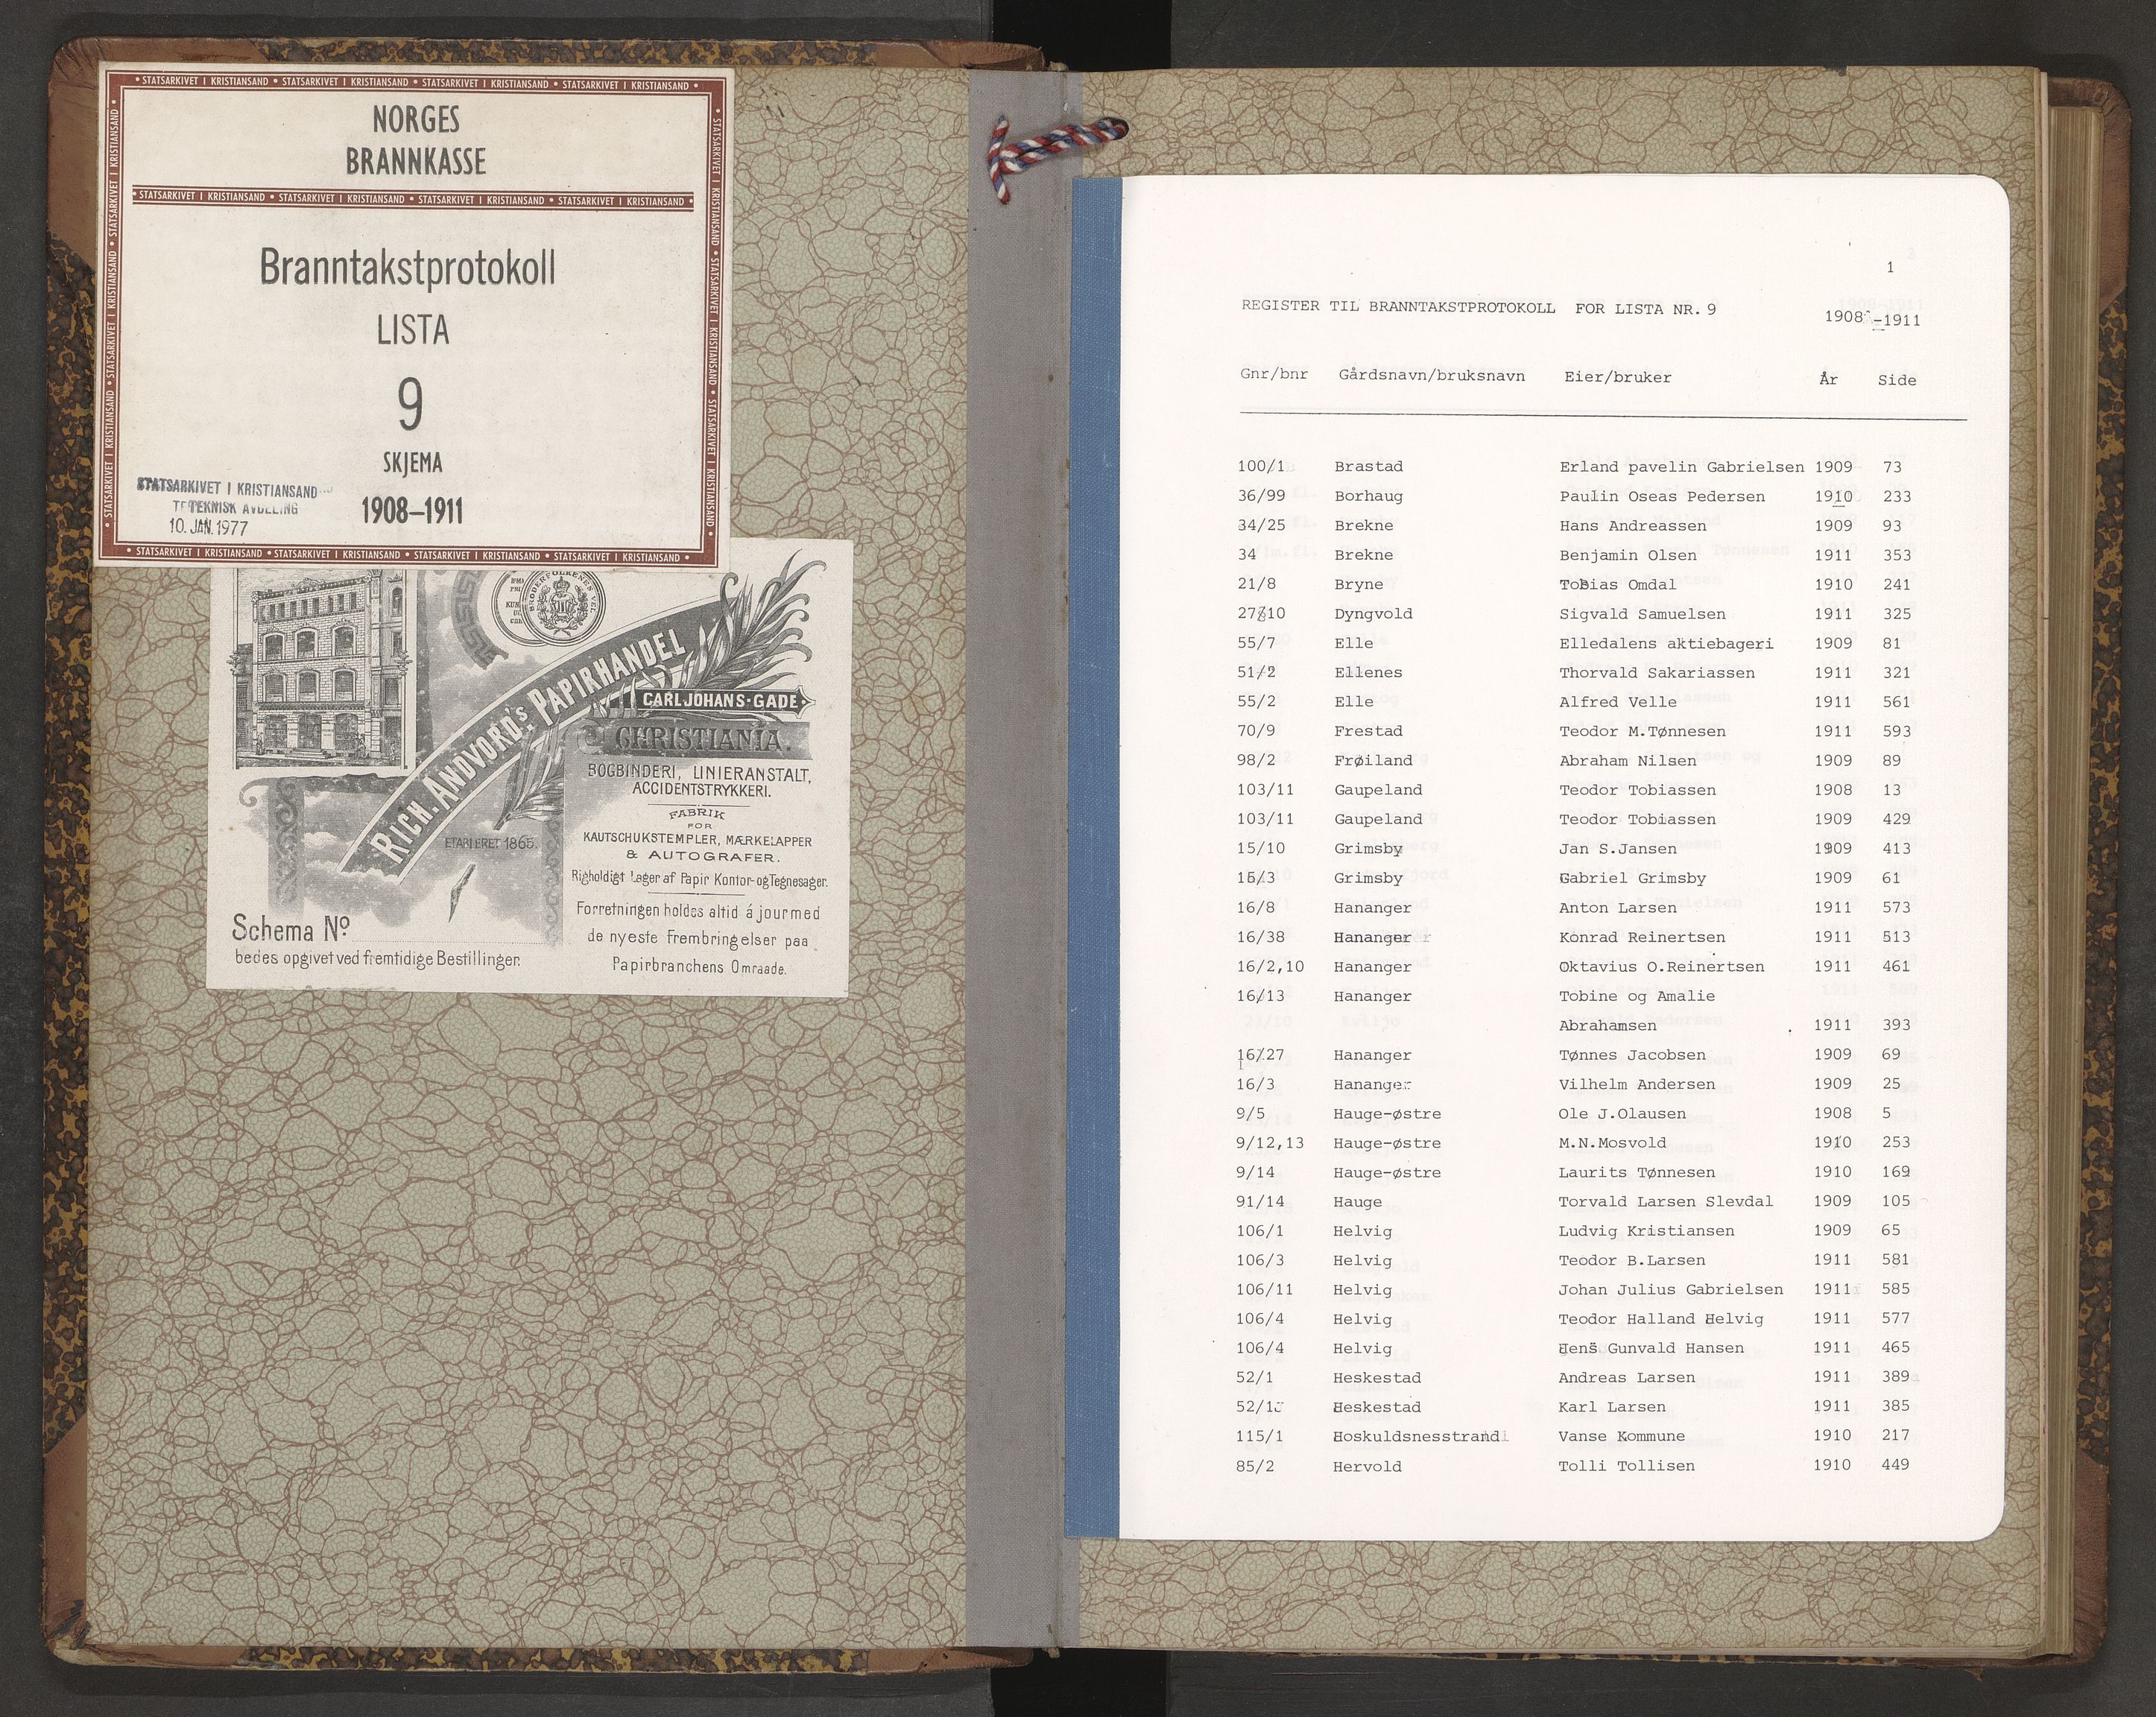 NORGES
BRANNKASSE
Branntakstprotokoll
LISTA
9
SKJEMA
1908–1911
STATSARKIVET I KRISTIANSAND
TEKNISK AVDELING
10. JAN. 1977
RICH. ANDVORD'S PAPIRHANDEL
CARL JOHANS-GADE
CHRISTIANIA.
BOGBINDERI, LINIERANSTALT,
ACCIDENTSTRYKKERI.
FABRIK
FOR
KAUTSCHUKSTEMPLER, MÆRKELAPPER
& AUTOGRAFER.
ETABLERET 1865.
Righoldigt Lager af Papir Kontor- og Tegnesager.
Forretningen holdes altid á jour med
de nyeste Frembringelser paa
Papirbranchens Omraade.
Schema No
bedes opgivet ved fremtidige Bestillinger.
1
REGISTER TIL BRANNTAKSTPROTOKOLL FOR LISTA NR. 9 1908-1911
Gnr/bnr Gårdsnavn/bruksnavn Eier/bruker År Side
100/1 Brastad Erland pavelin Gabrielsen 1909 73
36/99 Borhaug Paulin Oseas Pedersen 1910 233
34/25 Brekne Hans Andreassen 1909 93
34 Brekne Benjamin Olsen 1911 353
21/8 Bryne Tobias Omdal 1910 241
27/10 Dyngvold Sigvald Samuelsen 1911 325
55/7 Elle Elledalens aktiebageri 1909 81
51/2 Ellenes Thorvald Sakariassen 1911 321
55/2 Elle Alfred Velle 1911 561
70/9 Frestad Teodor M.Tønnesen 1911 593
98/2 Frøiland Abraham Nilsen 1909 89
103/11 Gaupeland Teodor Tobiassen 1908 13
103/11 Gaupeland Teodor Tobiassen 1909 429
15/10 Grimsby Jan S.Jansen 1909 413
15/3 Grimsby Gabriel Grimsby 1909 61
16/8 Hananger Anton Larsen 1911 573
16/38 Hananger Konrad Reinertsen 1911 513
16/2,10 Hananger Oktavius O.Reinertsen 1911 461
16/13 Hananger Tobine og Amalie
Abrahamsen 1911 393
16/27 Hananger Tønnes Jacobsen 1909 69
16/3 Hananger Vilhelm Andersen 1909 25
9/5 Hauge-østre Ole J.Olausen 1908 5
9/12,13 Hauge-østre M.N.Mosvold 1910 253
9/14 Hauge-østre Laurits Tønnesen 1910 169
91/14 Hauge Torvald Larsen Slevdal 1909 105
106/1 Helvig Ludvig Kristiansen 1909 65
106/3 Helvig Teodor B.Larsen 1911 581
106/11 Helvig Johan Julius Gabrielsen 1911 585
106/4 Helvig Teodor Halland Helvig 1911 577
106/4 Helvig Jens Gunvald Hansen 1911 465
52/1 Heskestad Andreas Larsen 1911 389
52/1 Heskestad Karl Larsen 1911 385
115/1 Hoskuldsnesstrand Vanse Kommune 1910 217
85/2 Hervold Tolli Tollisen 1910 449